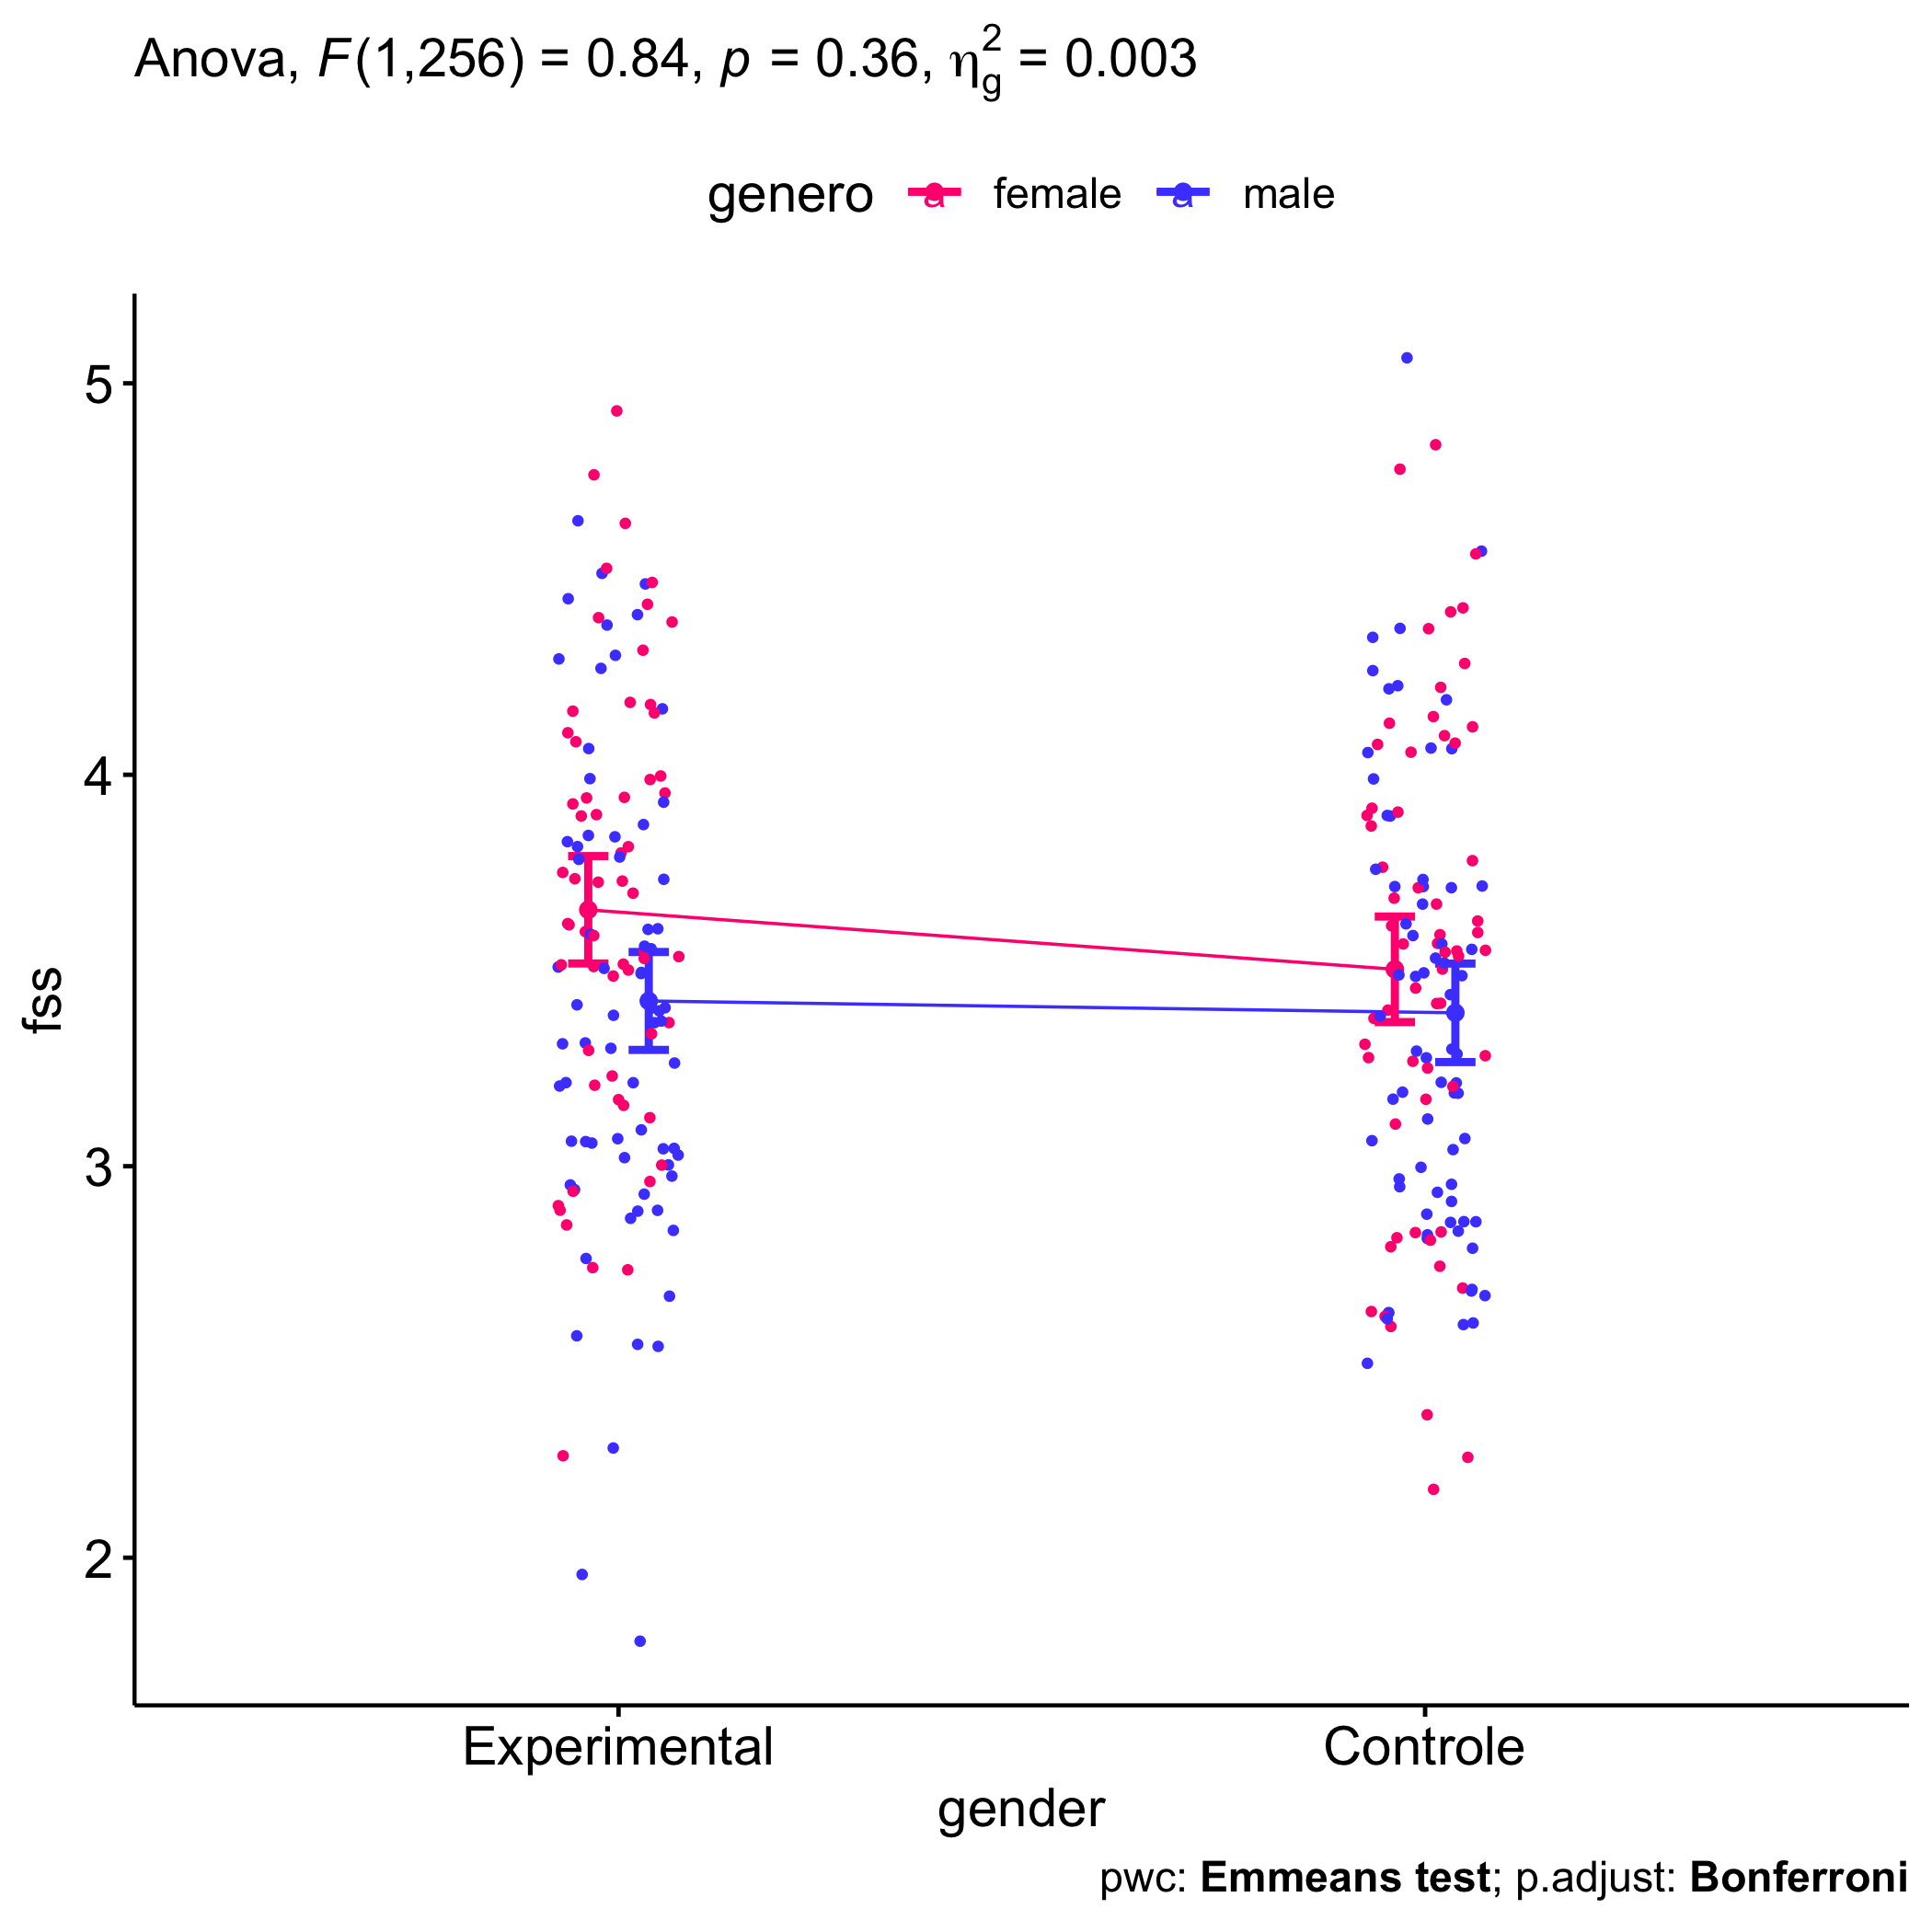 Anova, F(1,256) = 0.84, p = 0.36, η²g = 0.003
genero a female a male
fss
5
4
3
2
Experimental Controle
gender
pwc: Emmeans test; p.adjust: Bonferroni